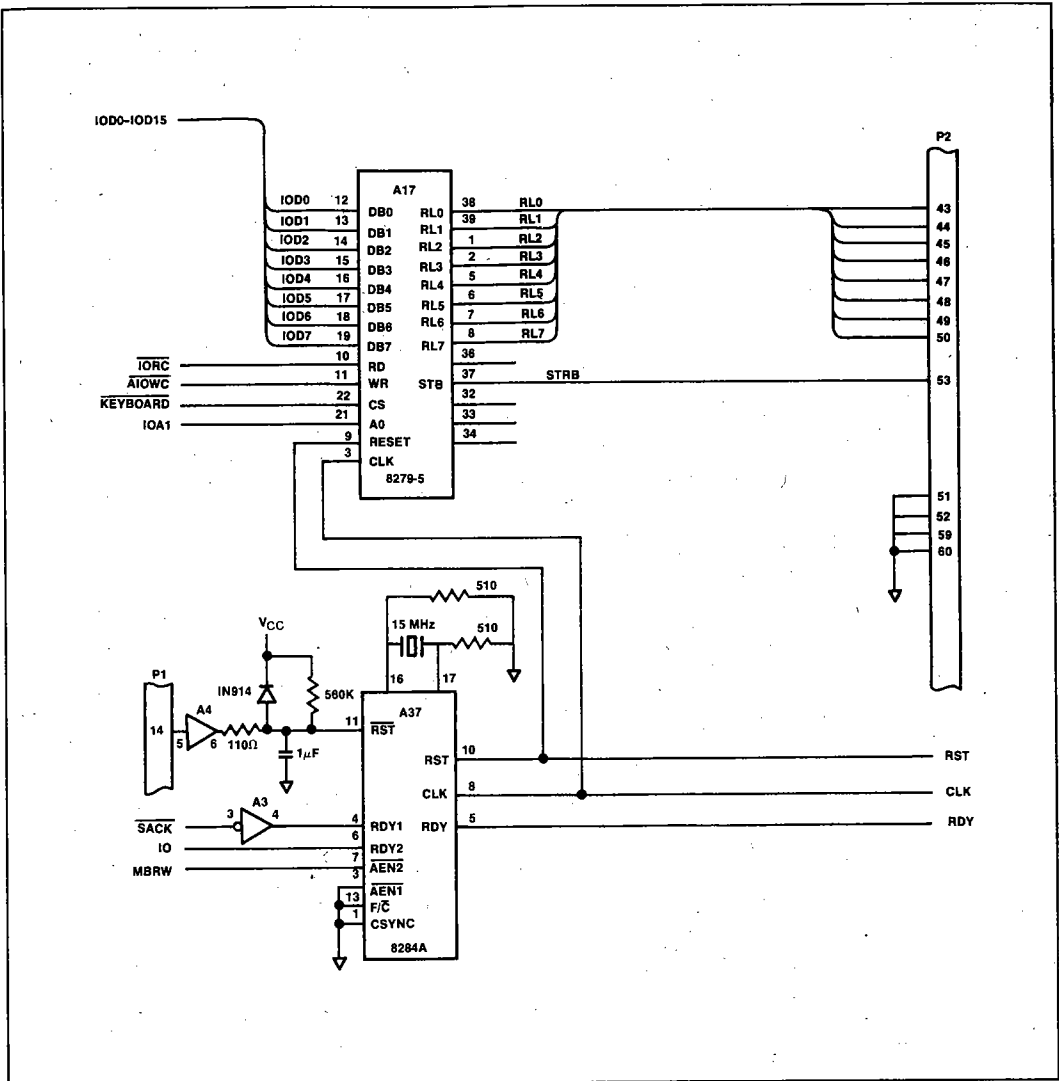 IOD0-IOD15
P2
A17
IOD0 12 DB0 RL0 38 RL0 43
IOD1 13 DB1 RL1 39 RL1 44
IOD2 14 DB2 RL2 1 RL2 45
IOD3 15 DB3 RL3 2 RL3 46
IOD4 16 DB4 RL4 5 RL4 47
IOD5 17 DB5 RL5 6 RL5 48
IOD6 18 DB6 RL6 7 RL6 49
IOD7 19 DB7 RL7 8 RL7 50
IORC 10 RD 36
AIOWC 11 WR STB 37 STRB 53
KEYBOARD 22 CS 32
IOA1 21 A0 33
9 RESET 34
3 CLK
8279-5
51
52
59
60
510
15 MHz 510
16 17
VCC
IN914 560K
P1
14 5 A4 6 110Ω 1μF
A37
11 RST
RST 10 RST
CLK 8 CLK
RDY 5 RDY
SACK 3 A3 4 4 RDY1
IO 6 RDY2
MBRW 7 AEN2
3 AEN1
13 F/C
1 CSYNC
8284A